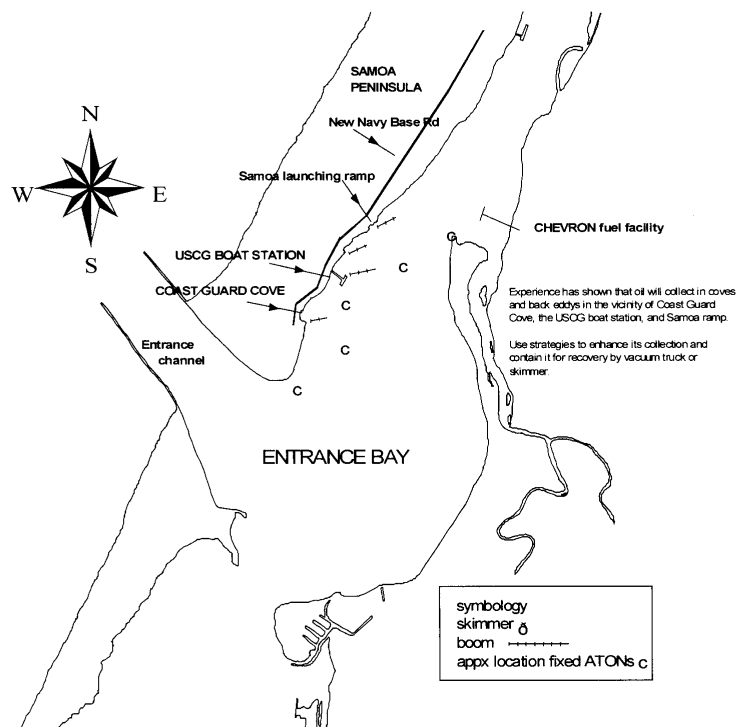 SAMOA
PENINSULA
New Navy Base Rd
N
Samoa launching ramp
W
E
CHEVRON fuel facility
USCG BOAT STATION
S
C
COAST GUARD COVE
Experience has shown that oil will collect in coves
and back eddys in the vicinity of Coast Guard
Cove, the USCG boat station, and Samoa ramp.
C
Entrance
channel
C
Use strategies to enhance its collection and
contain it for recovery by vacuum truck or
skimmer.
C
ENTRANCE BAY
symbology
skimmer ŏ
boom
appx location fixed ATONs C